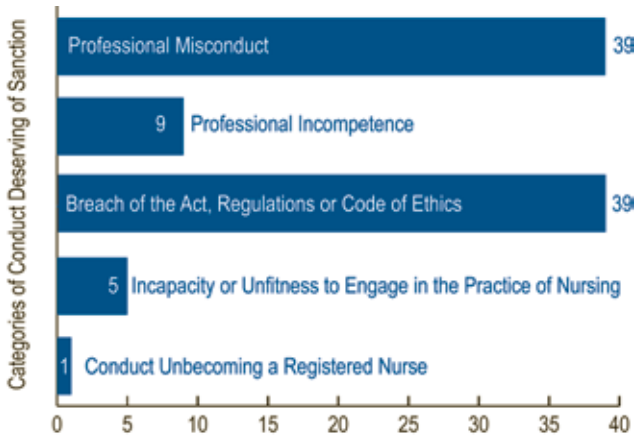 Categories of Conduct Deserving of Sanction
Professional Misconduct 39
9 Professional Incompetence
Breach of the Act, Regulations or Code of Ethics 39
5 Incapacity or Unfitness to Engage in the Practice of Nursing
1 Conduct Unbecoming a Registered Nurse
0 5 10 15 20 25 30 35 40